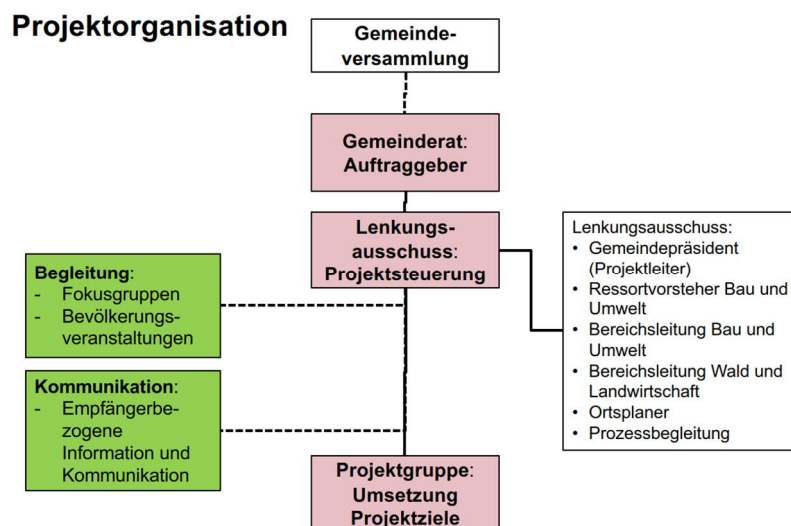 Projektorganisation
Gemeinde-
versammlung
Gemeinderat:
Auftraggeber
Lenkungs-
ausschuss:
Projektsteuerung
Begleitung:
- Fokusgruppen
- Bevölkerungs-
veranstaltungen
Kommunikation:
- Empfängerbe-
zogene
Information und
Kommunikation
Projektgruppe:
Umsetzung
Projektziele
Lenkungsausschuss:
• Gemeindepräsident
(Projektleiter)
• Ressortvorsteher Bau und
Umwelt
• Bereichsleitung Bau und
Umwelt
• Bereichsleitung Wald und
Landwirtschaft
• Ortsplaner
• Prozessbegleitung